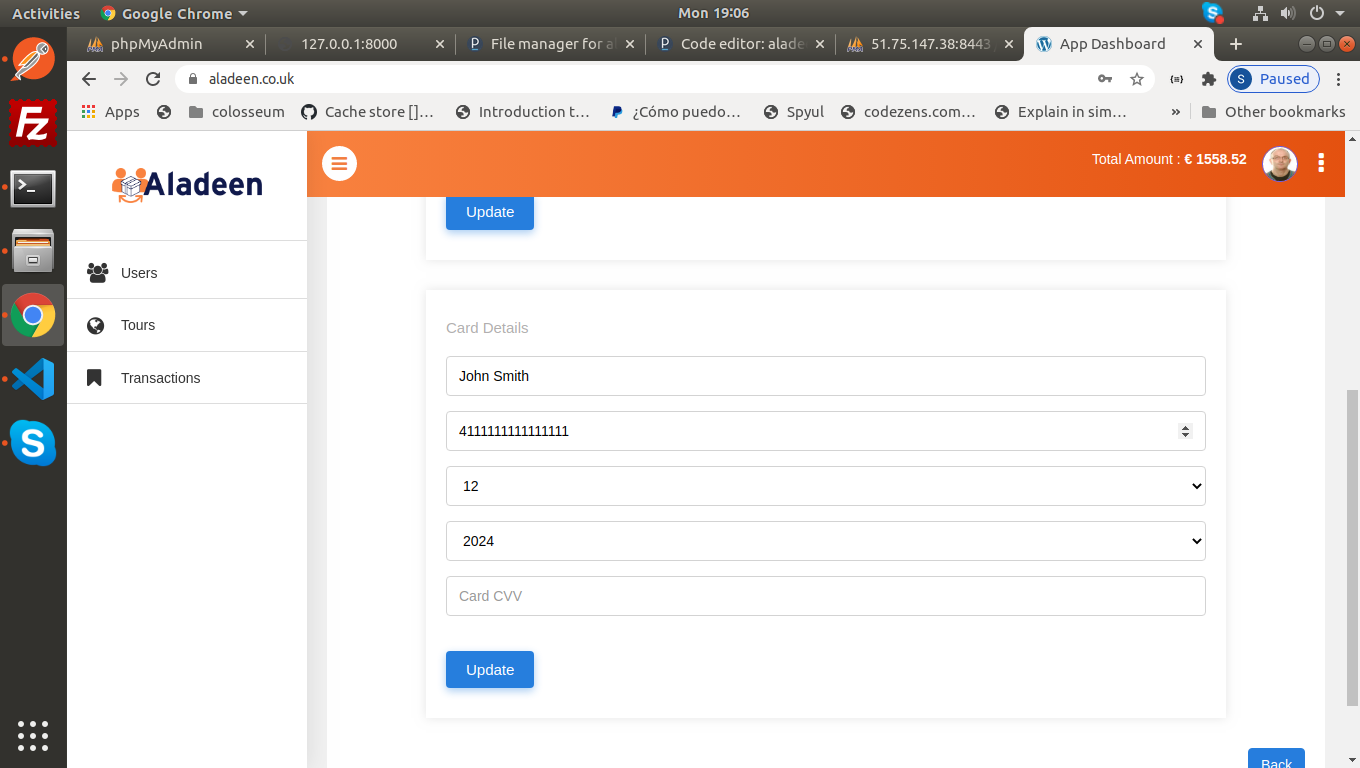 Activities
Google Chrome
Mon 19:06
phpMyAdmin
127.0.0.1:8000
File manager for a
Code editor: alade
51.75.147.38:8443
App Dashboard
aladeen.co.uk
S
Paused
Apps
colosseum
Cache store []…
Introduction t…
¿Cómo puedo…
Spyul
codezens.com…
Explain in sim…
»
Other bookmarks
Aladeen
Total Amount : € 1558.52
Users
Tours
Transactions
Update
Card Details
John Smith
4111111111111111
12
2024
Card CVV
Update
Back